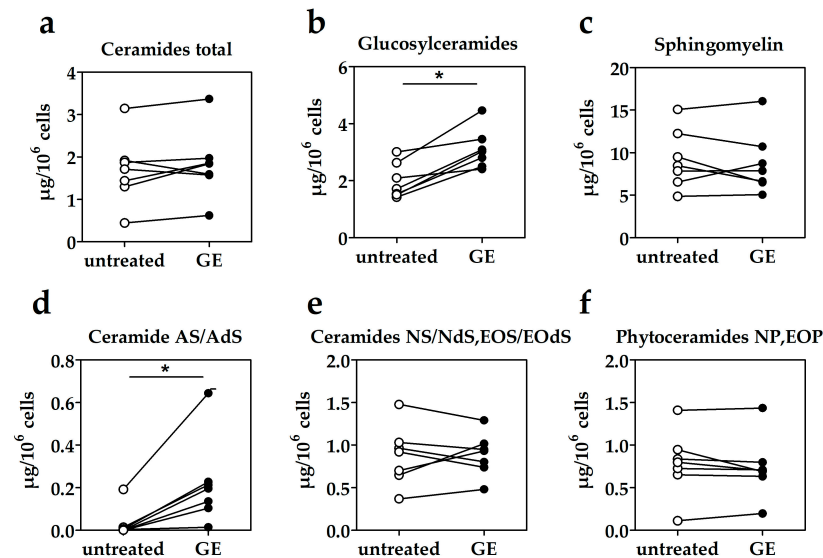 a
Ceramides total
µg/10⁶ cells
4
3
2
1
0
untreated
GE
b
Glucosylceramides
*
µg/10⁶ cells
6
4
2
0
untreated
GE
c
Sphingomyelin
µg/10⁶ cells
20
15
10
5
0
untreated
GE
d
Ceramide AS/AdS
*
µg/10⁶ cells
0.8
0.6
0.4
0.2
0.0
untreated
GE
e
Ceramides NS/NdS,EOS/EOdS
µg/10⁶ cells
2.0
1.5
1.0
0.5
0.0
untreated
GE
f
Phytoceramides NP,EOP
µg/10⁶ cells
2.0
1.5
1.0
0.5
0.0
untreated
GE